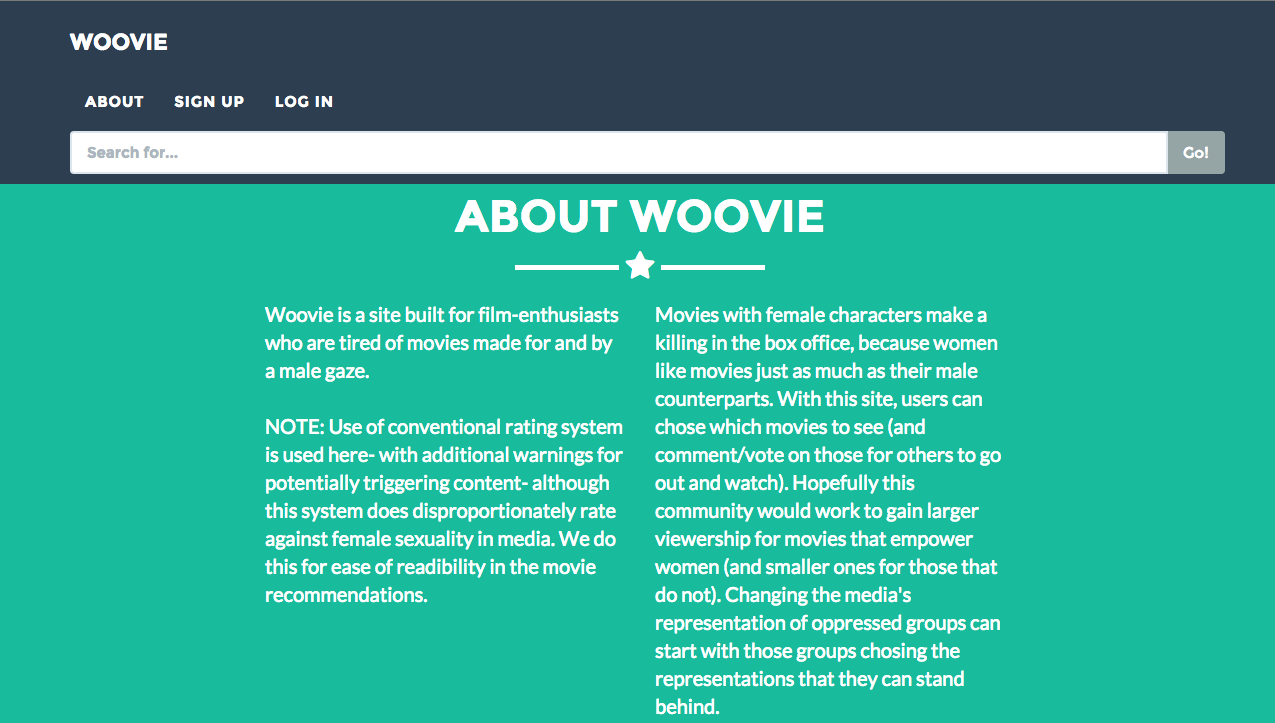 WOOVIE
ABOUT SIGN UP LOG IN
Search for... Go!
ABOUT WOOVIE
Woovie is a site built for film-enthusiasts
who are tired of movies made for and by
a male gaze.
NOTE: Use of conventional rating system
is used here- with additional warnings for
potentially triggering content- although
this system does disproportionately rate
against female sexuality in media. We do
this for ease of readibility in the movie
recommendations.
Movies with female characters make a
killing in the box office, because women
like movies just as much as their male
counterparts. With this site, users can
chose which movies to see (and
comment/vote on those for others to go
out and watch). Hopefully this
community would work to gain larger
viewership for movies that empower
women (and smaller ones for those that
do not). Changing the media's
representation of oppressed groups can
start with those groups chosing the
representations that they can stand
behind.